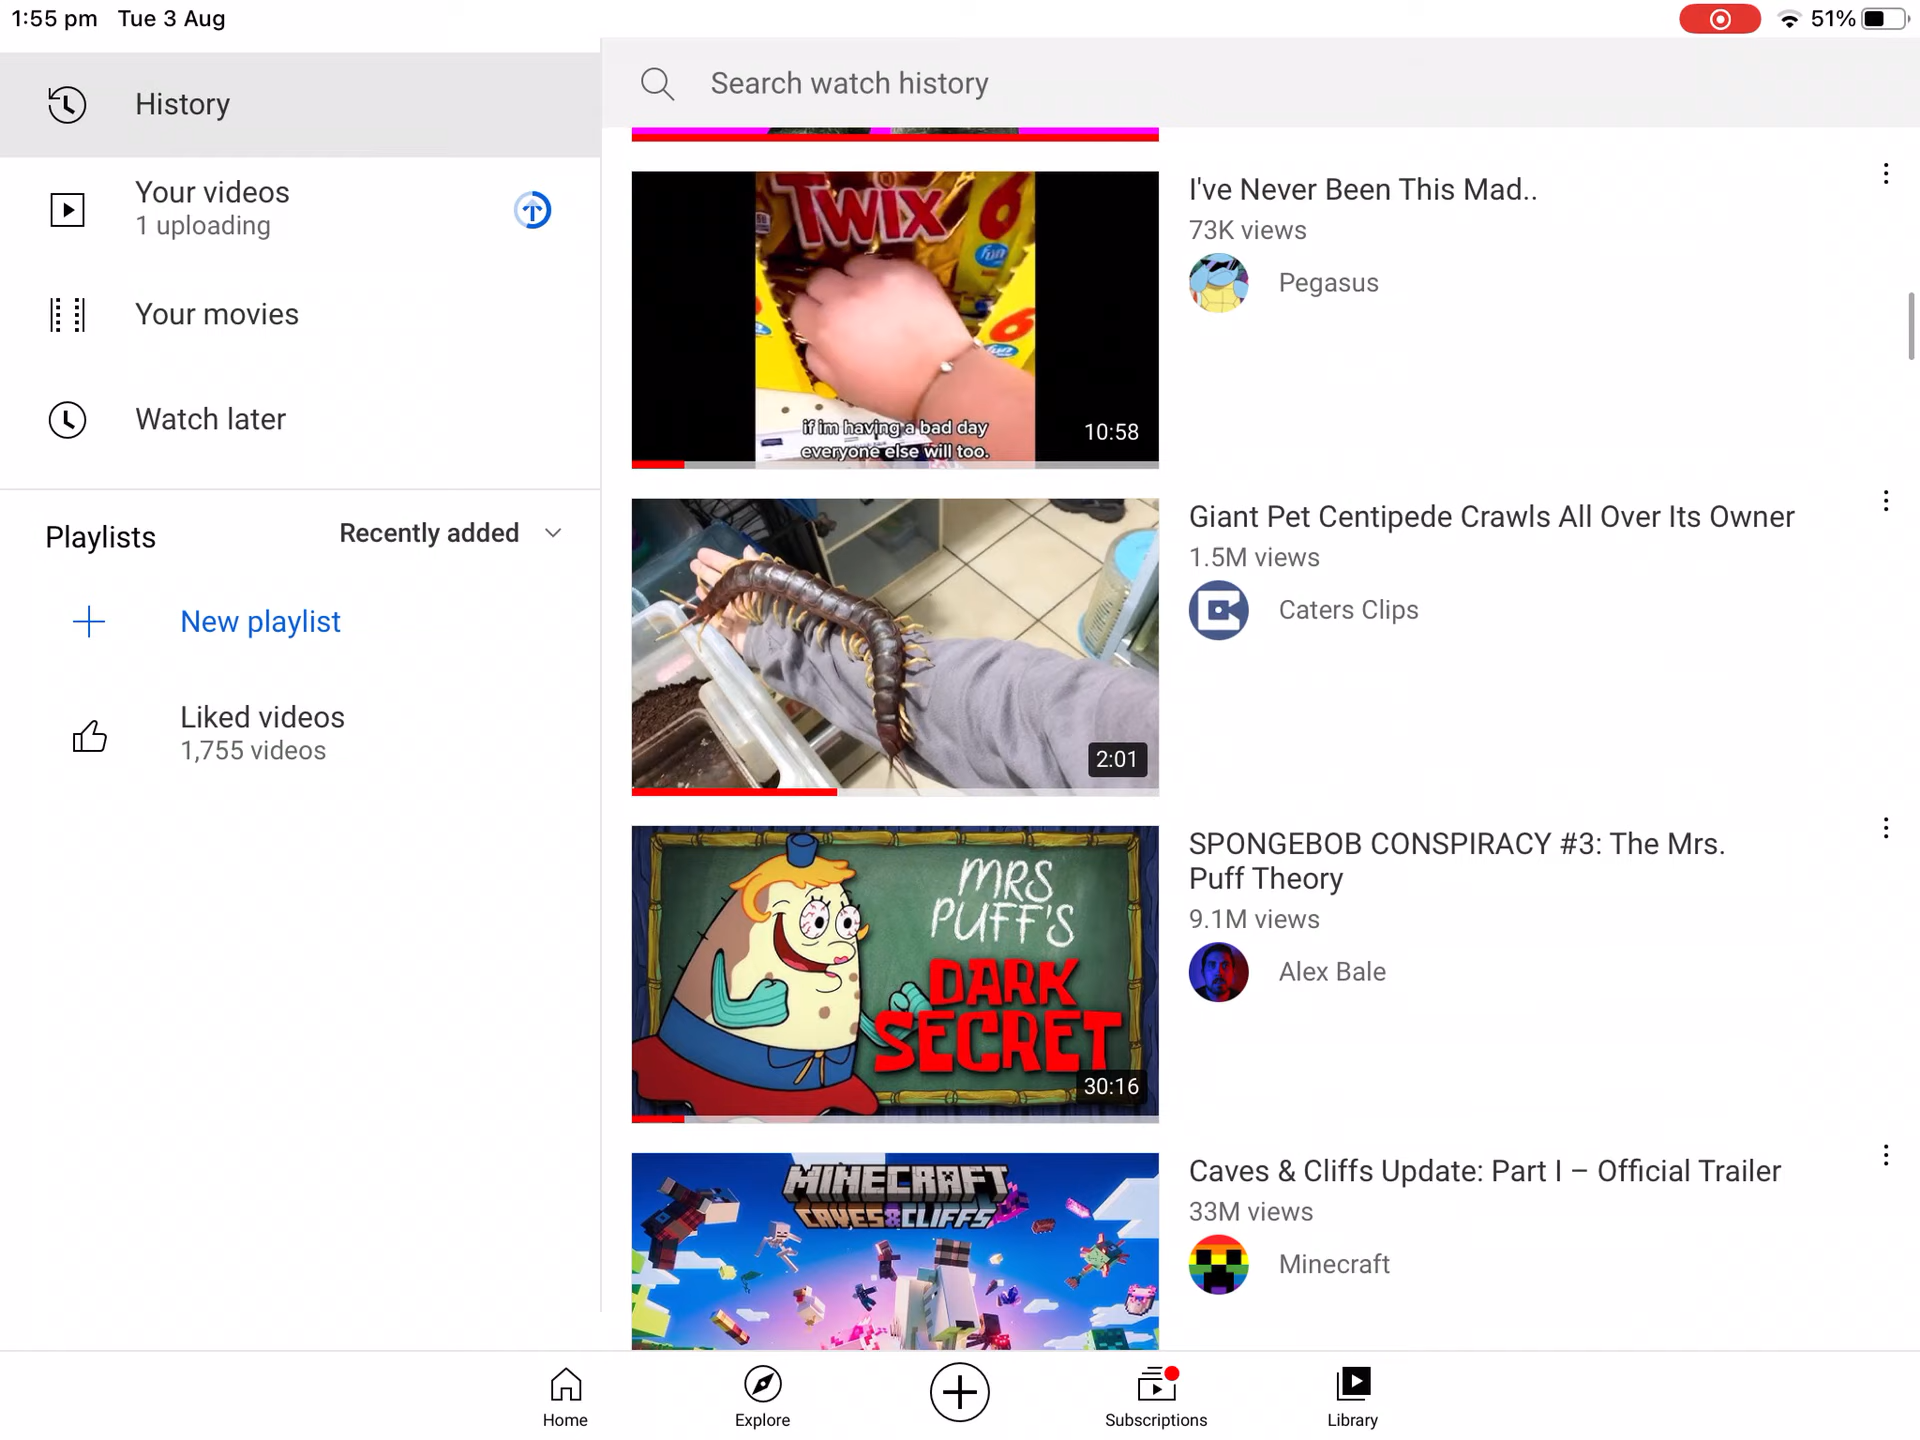 1:55 pm Tue 3 Aug
51%
History
Your videos
1 uploading
Your movies
Watch later
Playlists
Recently added
New playlist
Liked videos
1,755 videos
Search watch history
TWIX 6
fun
6
fun
if im having a bad day
everyone else will too.
10:58
I've Never Been This Mad..
73K views
Pegasus
2:01
Giant Pet Centipede Crawls All Over Its Owner
1.5M views
Caters Clips
MRS
PUFF'S
DARK
SECRET
30:16
SPONGEBOB CONSPIRACY #3: The Mrs.
Puff Theory
9.1M views
Alex Bale
MINECRAFT
CAVES & CLIFFS
Caves & Cliffs Update: Part I – Official Trailer
33M views
Minecraft
Home
Explore
Subscriptions
Library